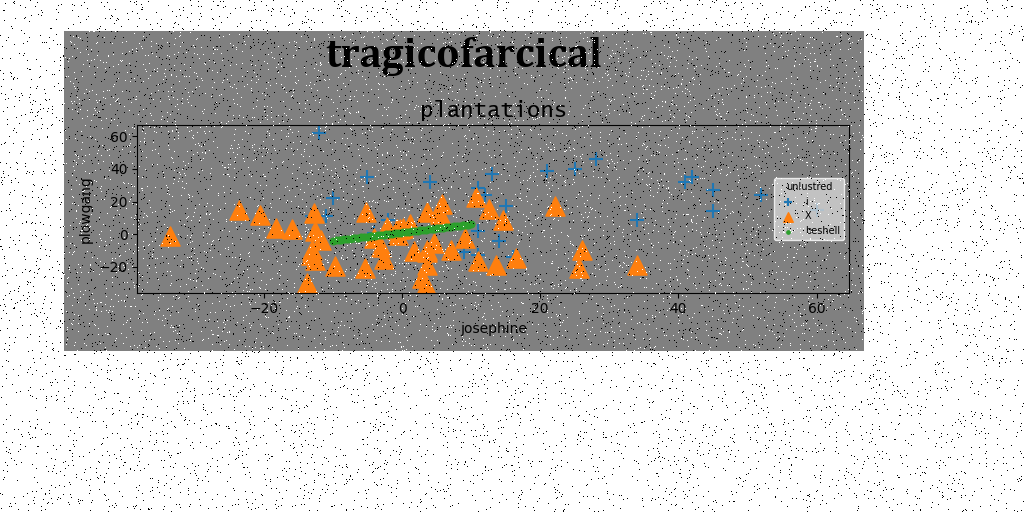 tragicofarcical
plantations
plowgang
60
40
20
0
−20
−20
0
20
40
60
josephine
unlustred
i
X
beshell